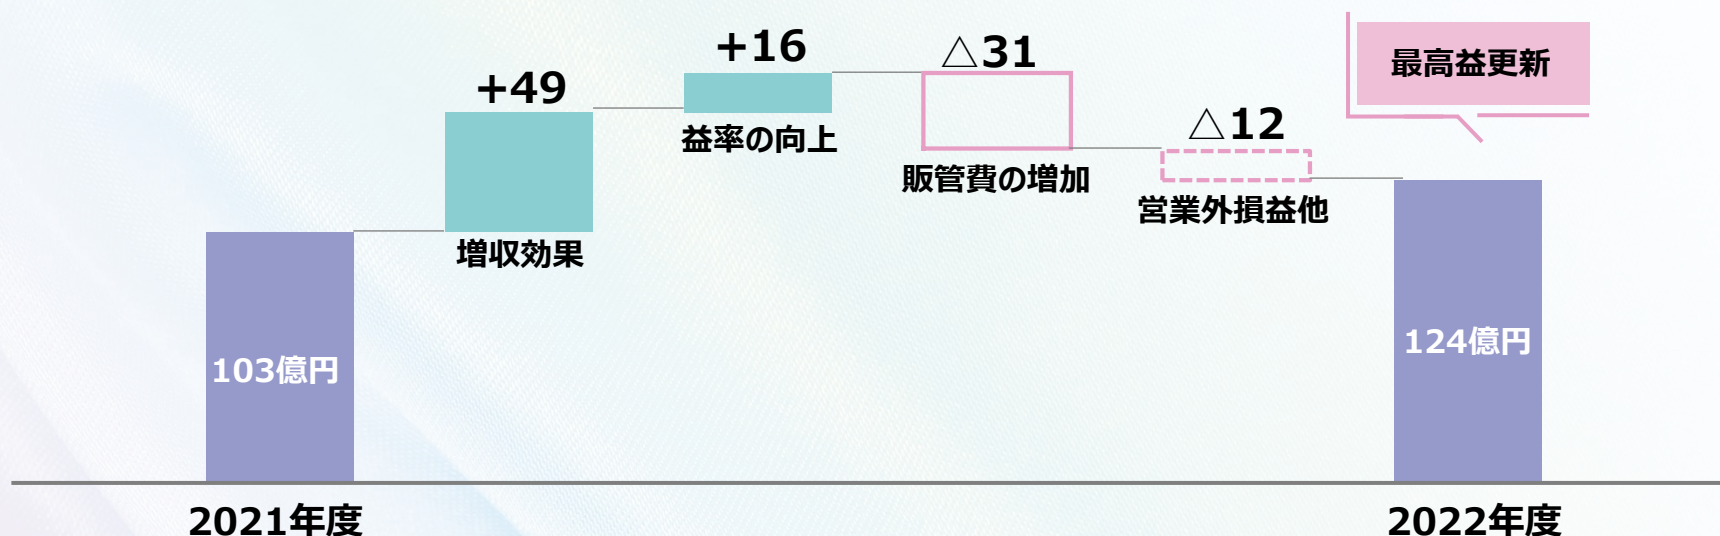 +49
増収効果
+16
益率の向上
△31
販管費の増加
△12
営業外損益他
最高益更新
103億円
124億円
2021年度
2022年度